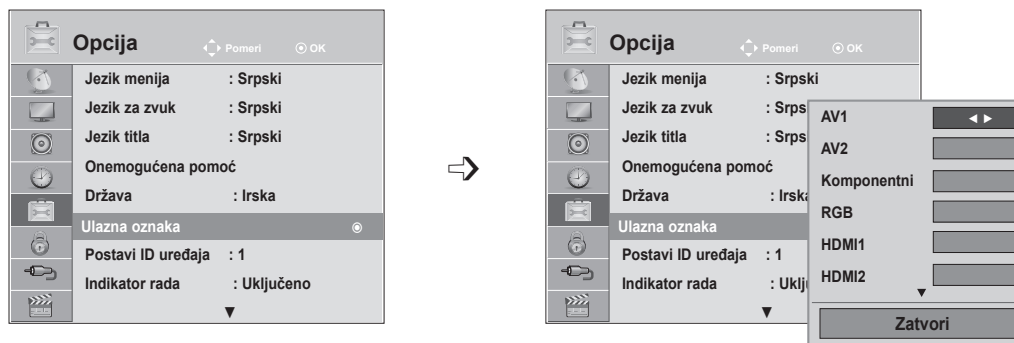 Opcija
Pomeri
OK
Jezik menija : Srpski
Jezik za zvuk : Srpski
Jezik titla : Srpski
Onemogućena pomoć
Država : Irska
Ulazna oznaka
Postavi ID uređaja : 1
Indikator rada : Uključeno
Opcija
Pomeri
OK
Jezik menija : Srpski
Jezik za zvuk : Srps
Jezik titla : Srps
Onemogućena pomoć
Država : Irska
Ulazna oznaka
Postavi ID uređaja : 1
Indikator rada : Uklj
AV1
AV2
Komponentni
RGB
HDMI1
HDMI2
Zatvori